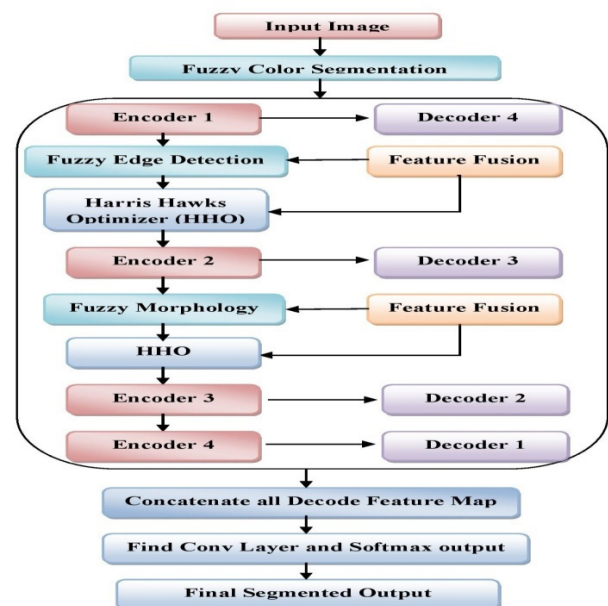 Input Image
Fuzzy Color Segmentation
Encoder 1
Decoder 4
Fuzzy Edge Detection
Feature Fusion
Harris Hawks
Optimizer (HHO)
Encoder 2
Decoder 3
Fuzzy Morphology
Feature Fusion
HHO
Encoder 3
Decoder 2
Encoder 4
Decoder 1
Concatenate all Decode Feature Map
Find Conv Layer and Softmax output
Final Segmented Output